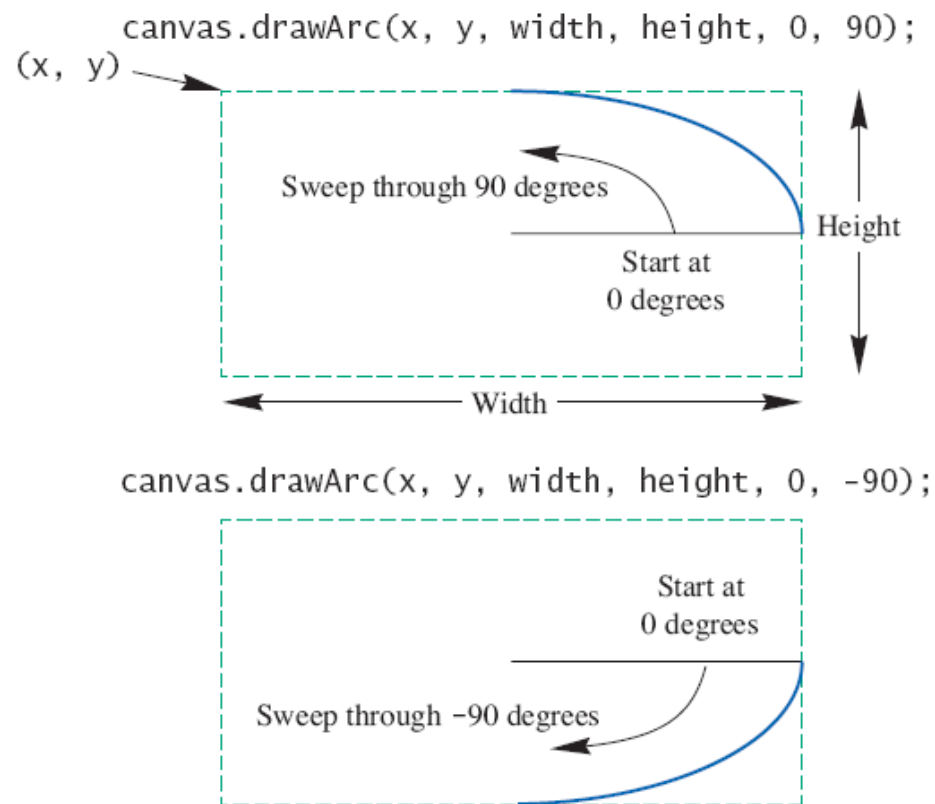 canvas.drawArc(x, y, width, height, 0, 90);
(x, y)
Sweep through 90 degrees
Height
Start at
0 degrees
Width
canvas.drawArc(x, y, width, height, 0, −90);
Start at
0 degrees
Sweep through −90 degrees